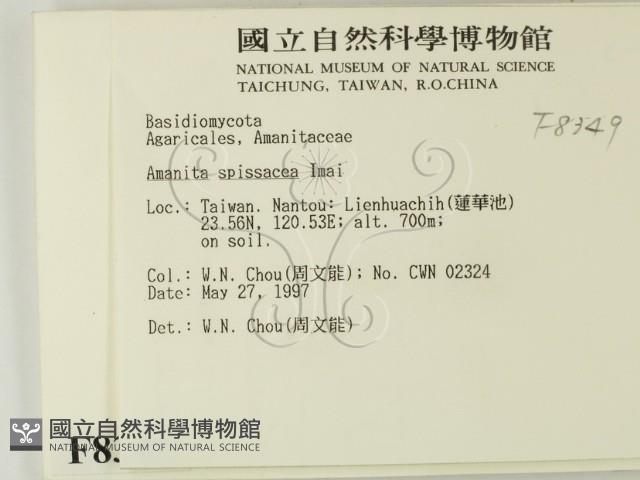 國立自然科學博物館
NATIONAL MUSEUM OF NATURAL SCIENCE
TAICHUNG, TAIWAN, R.O.CHINA
F8349
Basidiomycota
Agaricales, Amanitaceae
Amanita spissacea Imai
Loc.: Taiwan. Nantou: Lienhuachih(蓮華池)
23.56N, 120.53E; alt. 700m;
on soil.
Col.: W.N. Chou(周文能); No. CWN 02324
Date: May 27, 1997
Det.: W.N. Chou(周文能)
國立自然科學博物館
NATIONAL MUSEUM OF NATURAL SCIENCE
F8